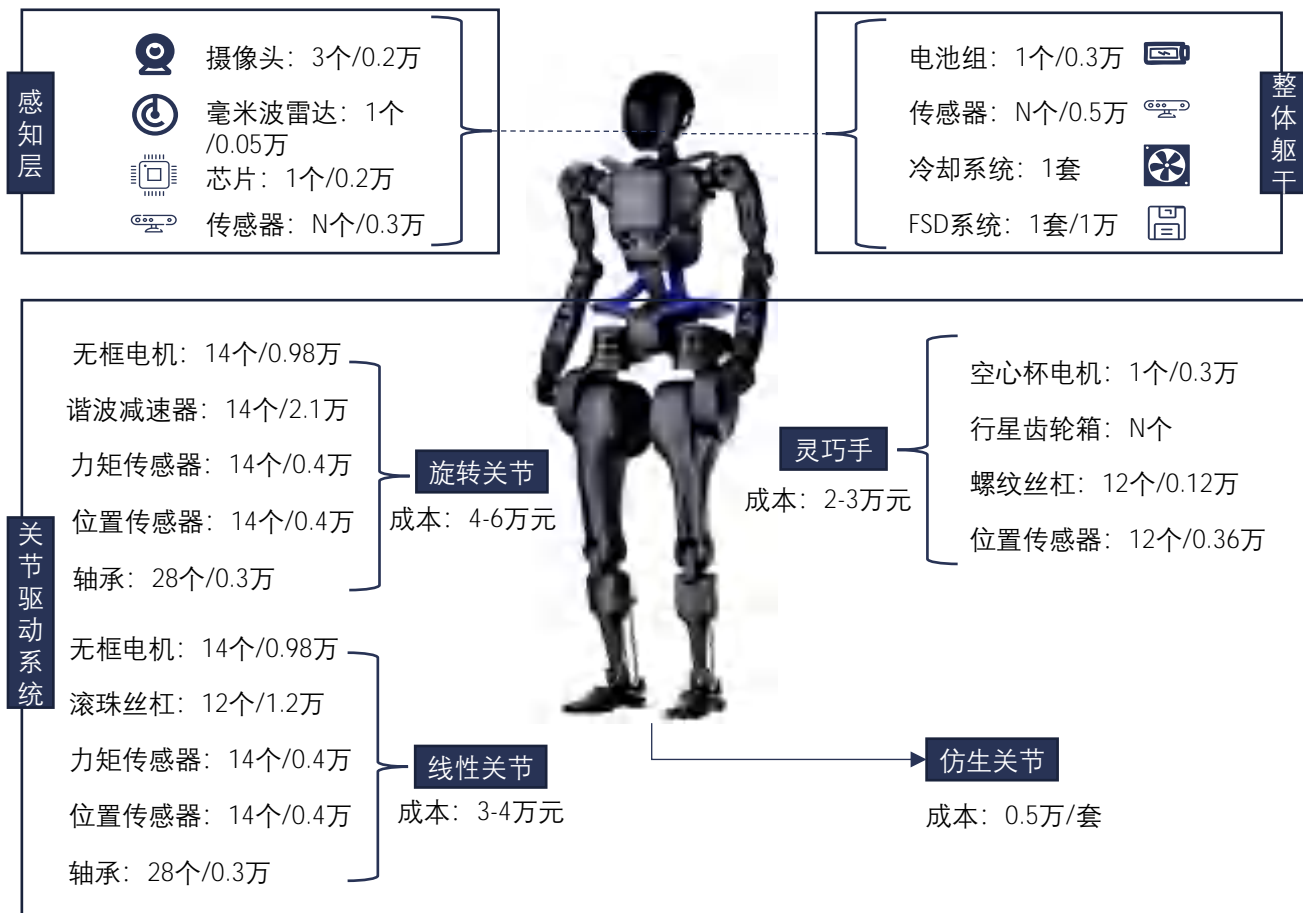 感知层
摄像头：3个/0.2万
毫米波雷达：1个
/0.05万
芯片：1个/0.2万
传感器：N个/0.3万
整体躯干
电池组：1个/0.3万
传感器：N个/0.5万
冷却系统：1套
FSD系统：1套/1万
关节驱动系统
无框电机：14个/0.98万
谐波减速器：14个/2.1万
力矩传感器：14个/0.4万
位置传感器：14个/0.4万
轴承：28个/0.3万
旋转关节
成本：4-6万元
无框电机：14个/0.98万
滚珠丝杠：12个/1.2万
力矩传感器：14个/0.4万
位置传感器：14个/0.4万
轴承：28个/0.3万
线性关节
成本：3-4万元
灵巧手
成本：2-3万元
空心杯电机：1个/0.3万
行星齿轮箱：N个
螺纹丝杠：12个/0.12万
位置传感器：12个/0.36万
仿生关节
成本：0.5万/套